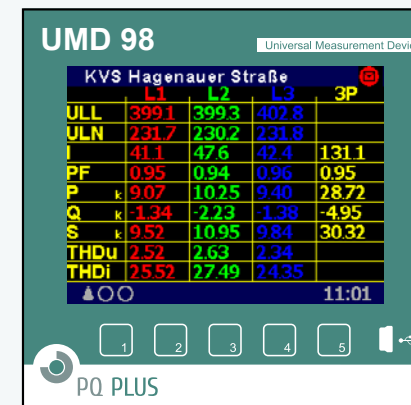 UMD 98
Universal Measurement Devi
KVS Hagenauer Straße
L1 L2 L3 3P
ULL 399.1 399.3 402.8
ULN 231.7 230.2 231.8
I 41.1 47.6 42.4 131.1
PF 0.95 0.94 0.96 0.95
P k 9.07 10.25 9.40 28.72
Q k -1.34 -2.23 -1.38 -4.95
S k 9.52 10.95 9.84 30.32
THDu 2.52 2.63 2.34
THDi 25.52 27.49 24.35
11:01
1 2 3 4 5
PQ PLUS